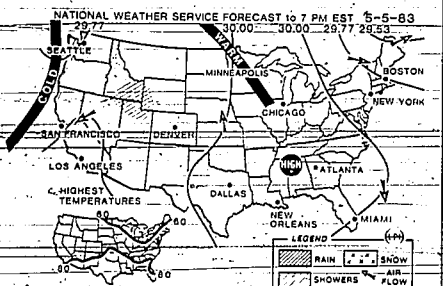 NATIONAL WEATHER SERVICE FORECAST to 7 PM EST 5-5-83
29.77 30.00 30.00 29.77 29.53
SEATTLE
COLD
WARM
MINNEAPOLIS
BOSTON
NEW YORK
CHICAGO
SAN FRANCISCO
DENVER
LOS ANGELES
HIGH
ATLANTA
DALLAS
HIGHEST
TEMPERATURES
NEW
ORLEANS
MIAMI
60
60
80
80
LEGEND
RAIN
SNOW
SHOWERS
AIR
FLOW